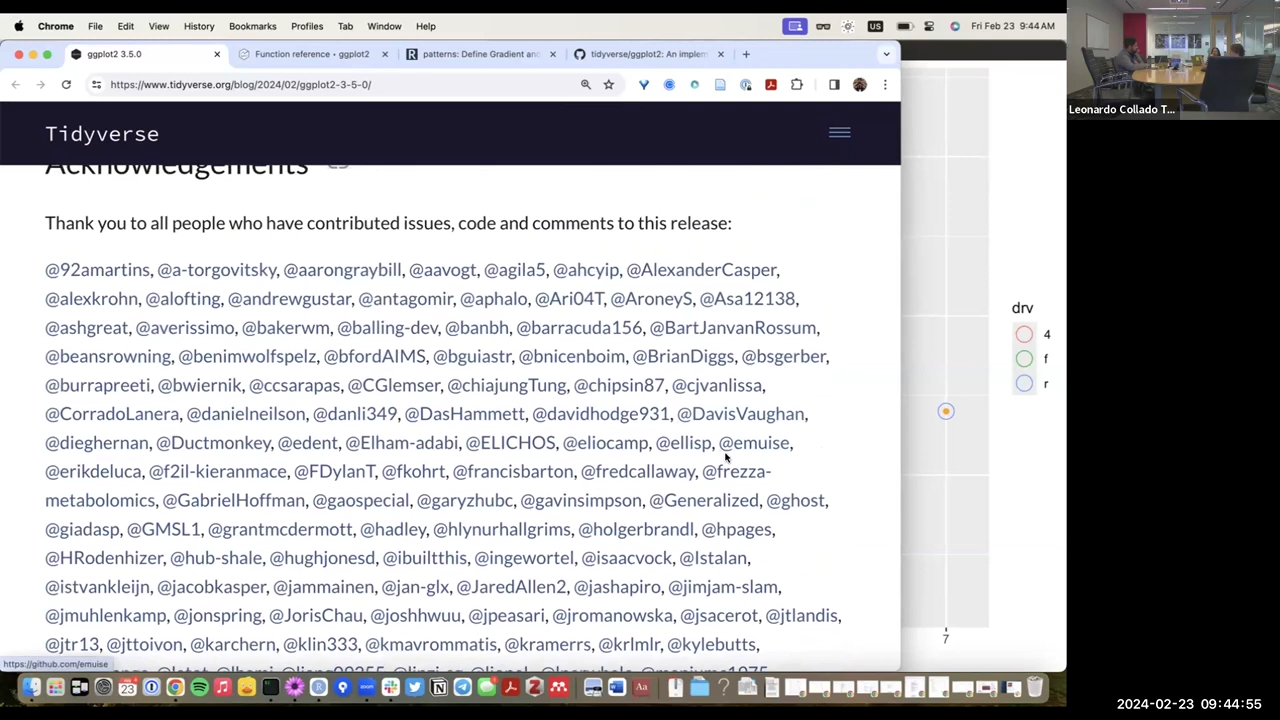 Chrome File Edit View History Bookmarks Profiles Tab Window Help US Fri Feb 23 9:44 AM
ggplot2 3.5.0 Function reference • ggplot2 patterns: Define Gradient and tidyverse/ggplot2: An implem
https://www.tidyverse.org/blog/2024/02/ggplot2-3-5-0/
Leonardo Collado T...
Tidyverse
Acknowledgements
Thank you to all people who have contributed issues, code and comments to this release:
@92amartins, @a-torgovitsky, @aarongraybill, @aavogt, @agila5, @ahcyip, @AlexanderCasper,
@alexkrohn, @alofting, @andrewgustar, @antagomir, @aphalo, @Ari04T, @AroneyS, @Asa12138,
@ashgreat, @averissimo, @bakerwm, @balling-dev, @banbh, @barracuda156, @BartJanvanRossum,
@beansrowning, @benimwolfspelz, @bfordAIMS, @bguiastr, @bnicenboim, @BrianDiggs, @bsgerber,
@burrapreeti, @bwiernik, @ccsarapas, @CGlemser, @chiajungTung, @chipsin87, @cjvanlissa,
@CorradoLanera, @danielneilson, @danli349, @DasHammett, @davidhodge931, @DavisVaughan,
@dieghernan, @Ductmonkey, @edent, @Elham-adabi, @ELICHOS, @eliocamp, @ellisp, @emuise,
@erikdeluca, @f2il-kieranmace, @FDylanT, @fkohrt, @francisbarton, @fredcallaway, @frezza-
metabolomics, @GabrielHoffman, @gaospecial, @garyzhubc, @gavinsimpson, @Generalized, @ghost,
@giadasp, @GMSL1, @grantmcdermott, @hadley, @hlynurhallgrims, @holgerbrandl, @hpages,
@HRodenhizer, @hub-shale, @hughjonesd, @ibuiltthis, @ingewortel, @isaacvock, @Istalan,
@istvankleijn, @jacobkasper, @jammainen, @jan-glx, @JaredAllen2, @jashapiro, @jimjam-slam,
@jmuhlenkamp, @jonspring, @JorisChau, @joshhwuu, @jpeasari, @jromanowska, @jsacerot, @jtlandis,
@jtr13, @jttoivon, @karchern, @klin333, @kmavrommatis, @kramerrs, @krlmlr, @kylebutts,
https://github.com/emuise
drv
4
f
r
7
23
2024-02-23 09:44:55